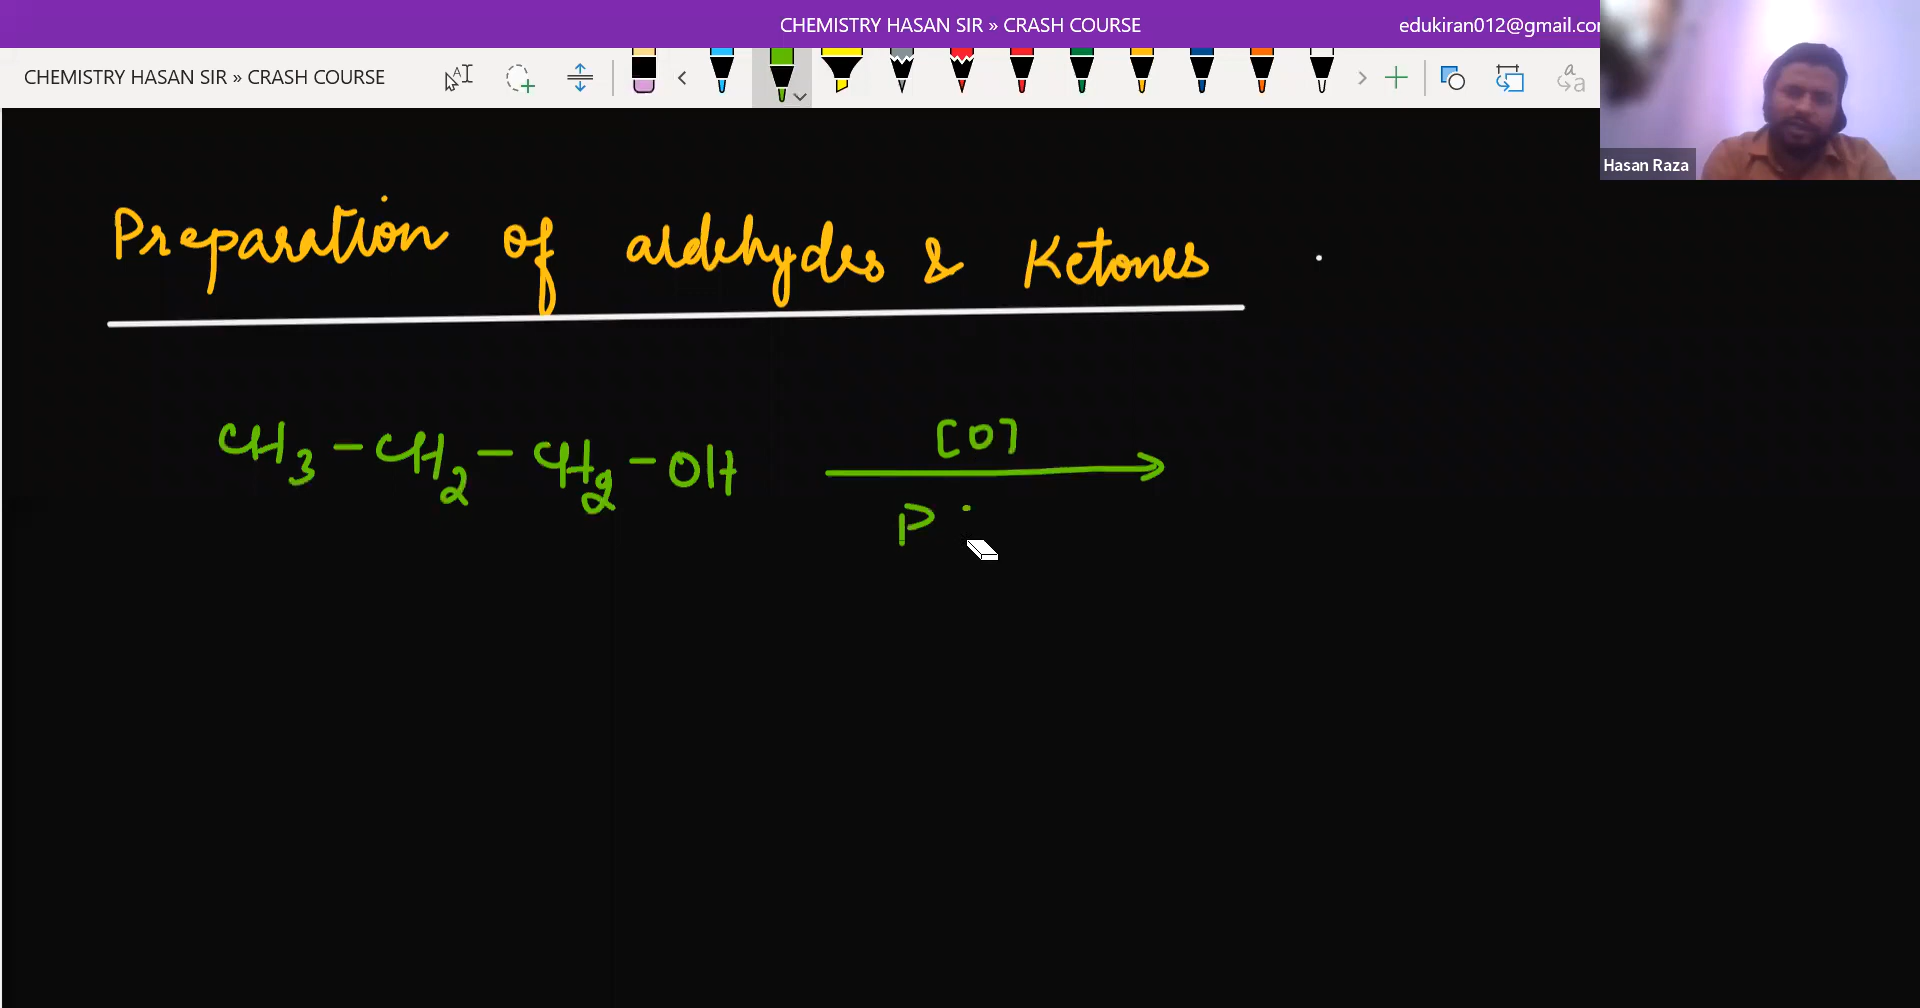 CHEMISTRY HASAN SIR » CRASH COURSE
edukiran012@gmail.co
CHEMISTRY HASAN SIR » CRASH COURSE
Hasan Raza
Preparation of aldehydes & Ketones .
CH3-CH2-CH2-OH [O]
P